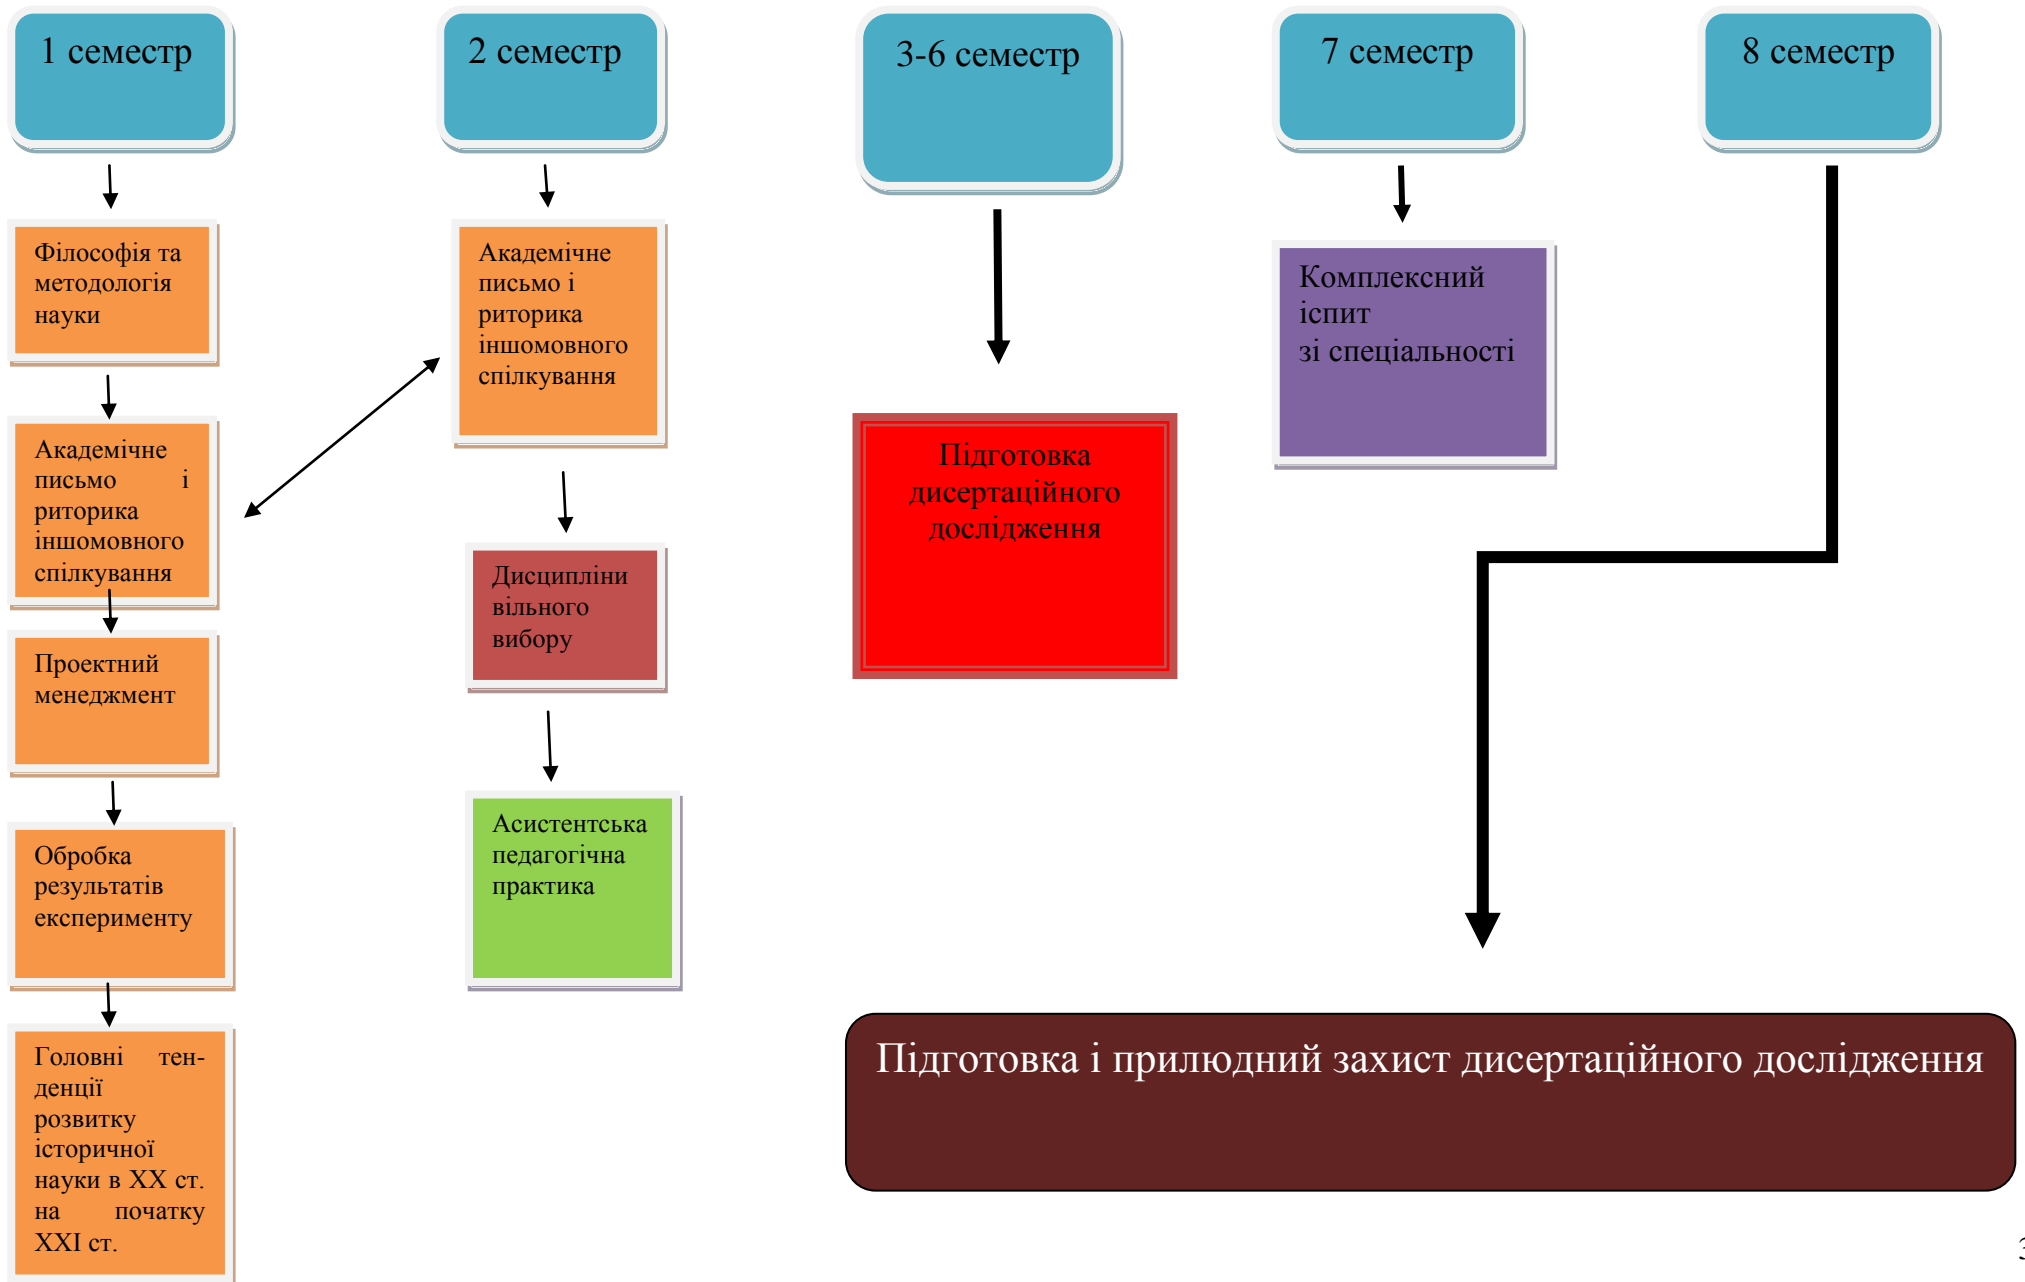 1 семестр
2 семестр
3-6 семестр
7 семестр
8 семестр
Філософія та
методологія
науки
Академічне
письмо і
риторика
іншомовного
спілкування
Проектний
менеджмент
Обробка
результатів
експерименту
Головні тен-
денції
розвитку
історичної
науки в ХХ ст.
на початку
ХХІ ст.
Академічне
письмо і
риторика
іншомовного
спілкування
Дисципліни
вільного
вибору
Асистентська
педагогічна
практика
Підготовка
дисертаційного
дослідження
Комплексний
іспит
зі спеціальності
Підготовка і прилюдний захист дисертаційного дослідження